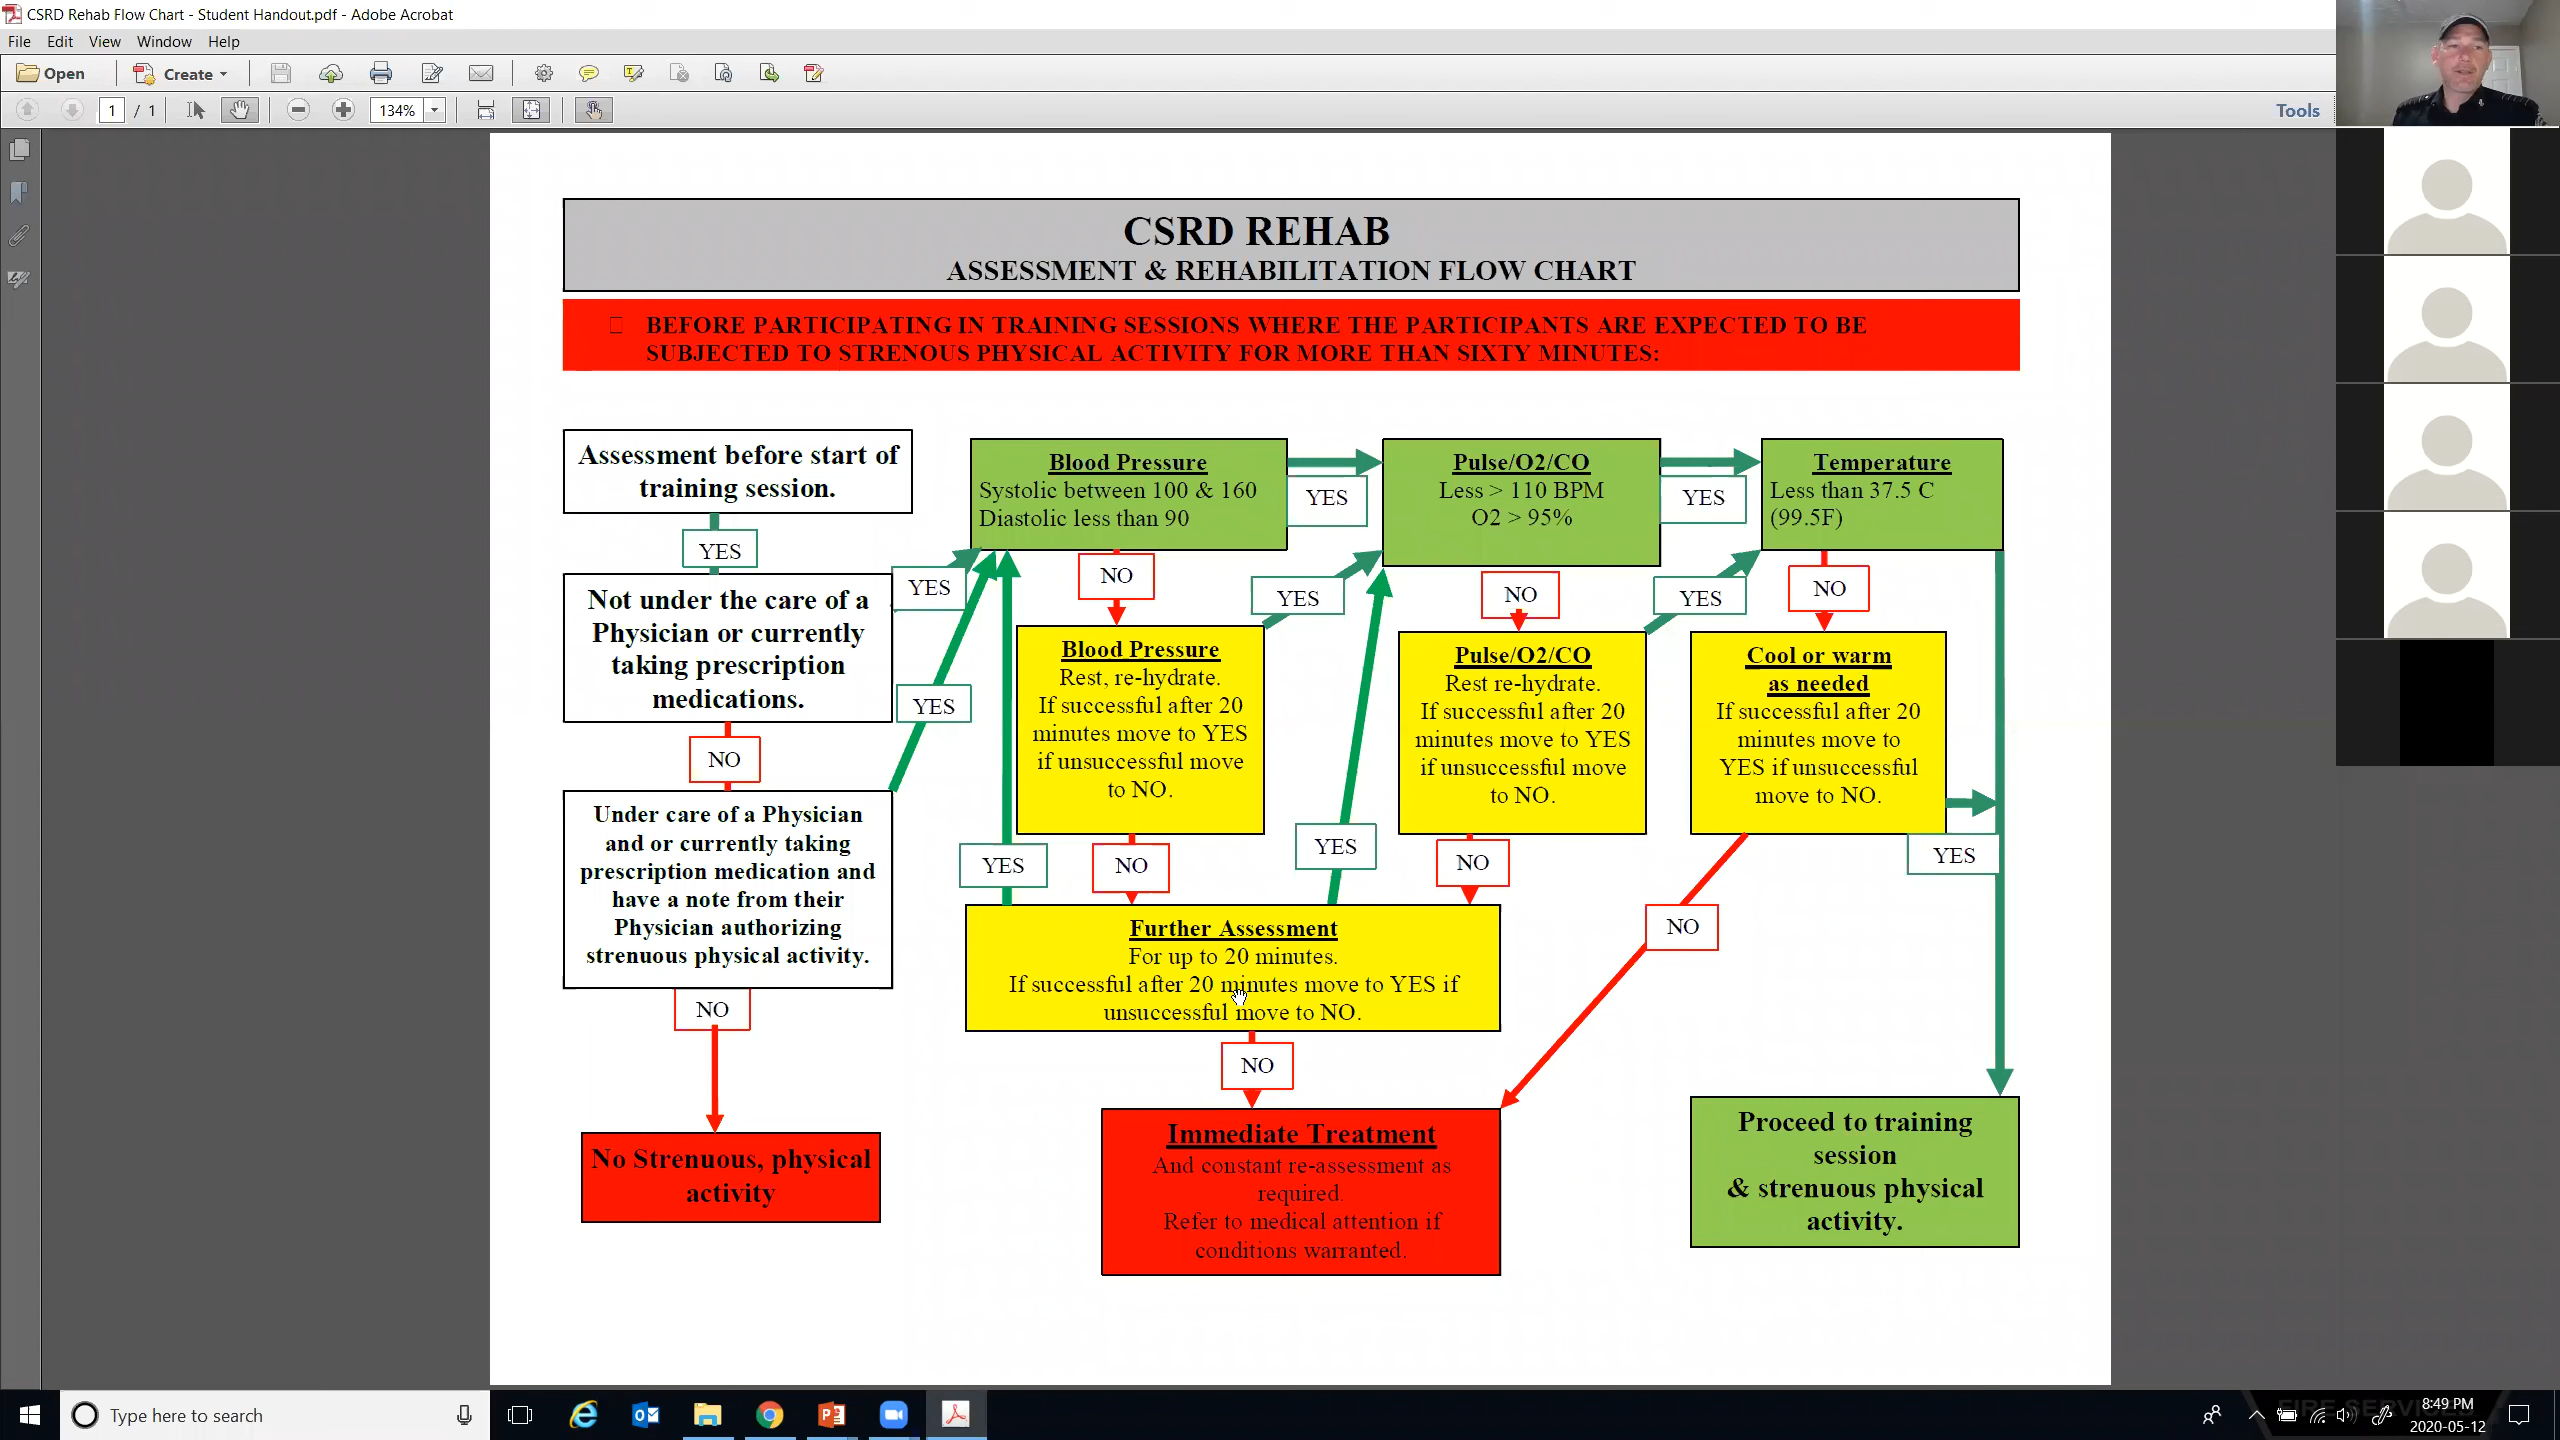 CSRD Rehab Flow Chart - Student Handout.pdf - Adobe Acrobat
File Edit View Window Help
Open Create
1 / 1 134% Tools
CSRD REHAB
ASSESSMENT & REHABILITATION FLOW CHART
BEFORE PARTICIPATING IN TRAINING SESSIONS WHERE THE PARTICIPANTS ARE EXPECTED TO BE
SUBJECTED TO STRENOUS PHYSICAL ACTIVITY FOR MORE THAN SIXTY MINUTES:
Assessment before start of
training session.
YES
Not under the care of a
Physician or currently
taking prescription
medications.
YES
NO
YES
Under care of a Physician
and or currently taking
prescription medication and
have a note from their
Physician authorizing
strenuous physical activity.
NO
No Strenuous, physical
activity
Blood Pressure
Systolic between 100 & 160
Diastolic less than 90
YES
NO
Blood Pressure
Rest, re-hydrate.
If successful after 20
minutes move to YES
if unsuccessful move
to NO.
YES
NO
Pulse/O2/CO
Less > 110 BPM
O2 > 95%
YES
NO
Pulse/O2/CO
Rest re-hydrate.
If successful after 20
minutes move to YES
if unsuccessful move
to NO.
YES
NO
Temperature
Less than 37.5 C
(99.5F)
NO
Cool or warm
as needed
If successful after 20
minutes move to
YES if unsuccessful
move to NO.
YES
NO
YES
YES
Further Assessment
For up to 20 minutes.
If successful after 20 minutes move to YES if
unsuccessful move to NO.
NO
Immediate Treatment
And constant re-assessment as
required.
Refer to medical attention if
conditions warranted.
Proceed to training
session
& strenuous physical
activity.
Type here to search
FIRE SERVICES
8:49 PM
2020-05-12